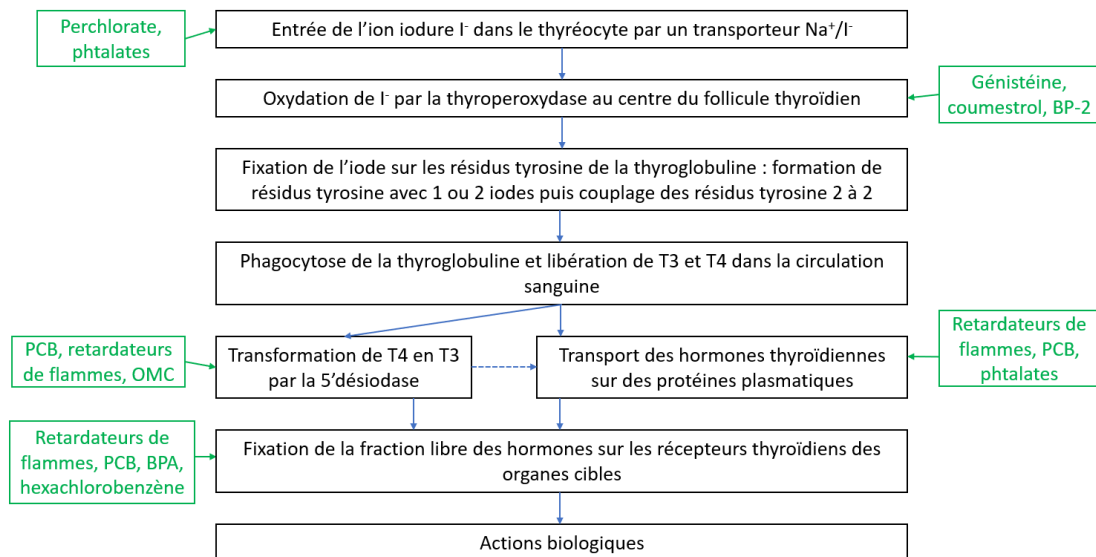 Perchlorate,
phtalates
Entrée de l'ion iodure I⁻ dans le thyréocyte par un transporteur Na⁺/I⁻
Oxydation de I⁻ par la thyroperoxydase au centre du follicule thyroïdien
Génistéine,
coumestrol, BP-2
Fixation de l'iode sur les résidus tyrosine de la thyroglobuline : formation de
résidus tyrosine avec 1 ou 2 iodes puis couplage des résidus tyrosine 2 à 2
Phagocytose de la thyroglobuline et libération de T3 et T4 dans la circulation
sanguine
PCB, retardateurs
de flammes, OMC
Transformation de T4 en T3
par la 5'désiodase
Transport des hormones thyroïdiennes
sur des protéines plasmatiques
Retardateurs de
flammes, PCB,
phtalates
Retardateurs de
flammes, PCB, BPA,
hexachlorobenzène
Fixation de la fraction libre des hormones sur les récepteurs thyroïdiens des
organes cibles
Actions biologiques